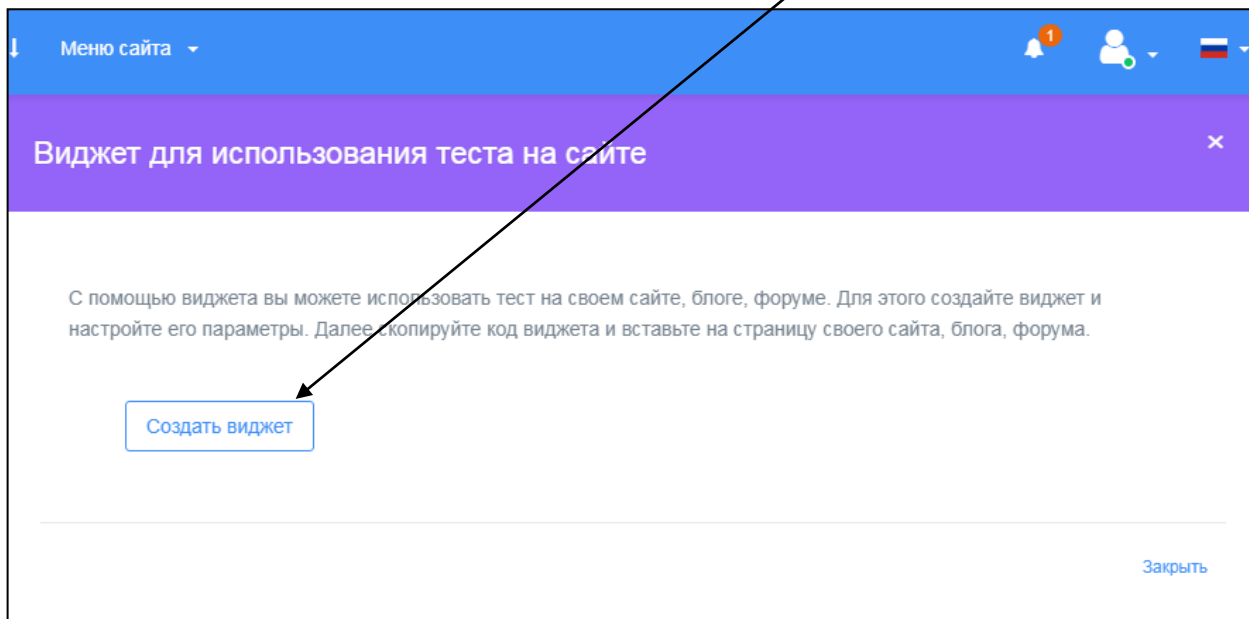 Меню сайта
1
Виджет для использования теста на сайте
×
С помощью виджета вы можете использовать тест на своем сайте, блоге, форуме. Для этого создайте виджет и
настройте его параметры. Далее скопируйте код виджета и вставьте на страницу своего сайта, блога, форума.
Создать виджет
Закрыть